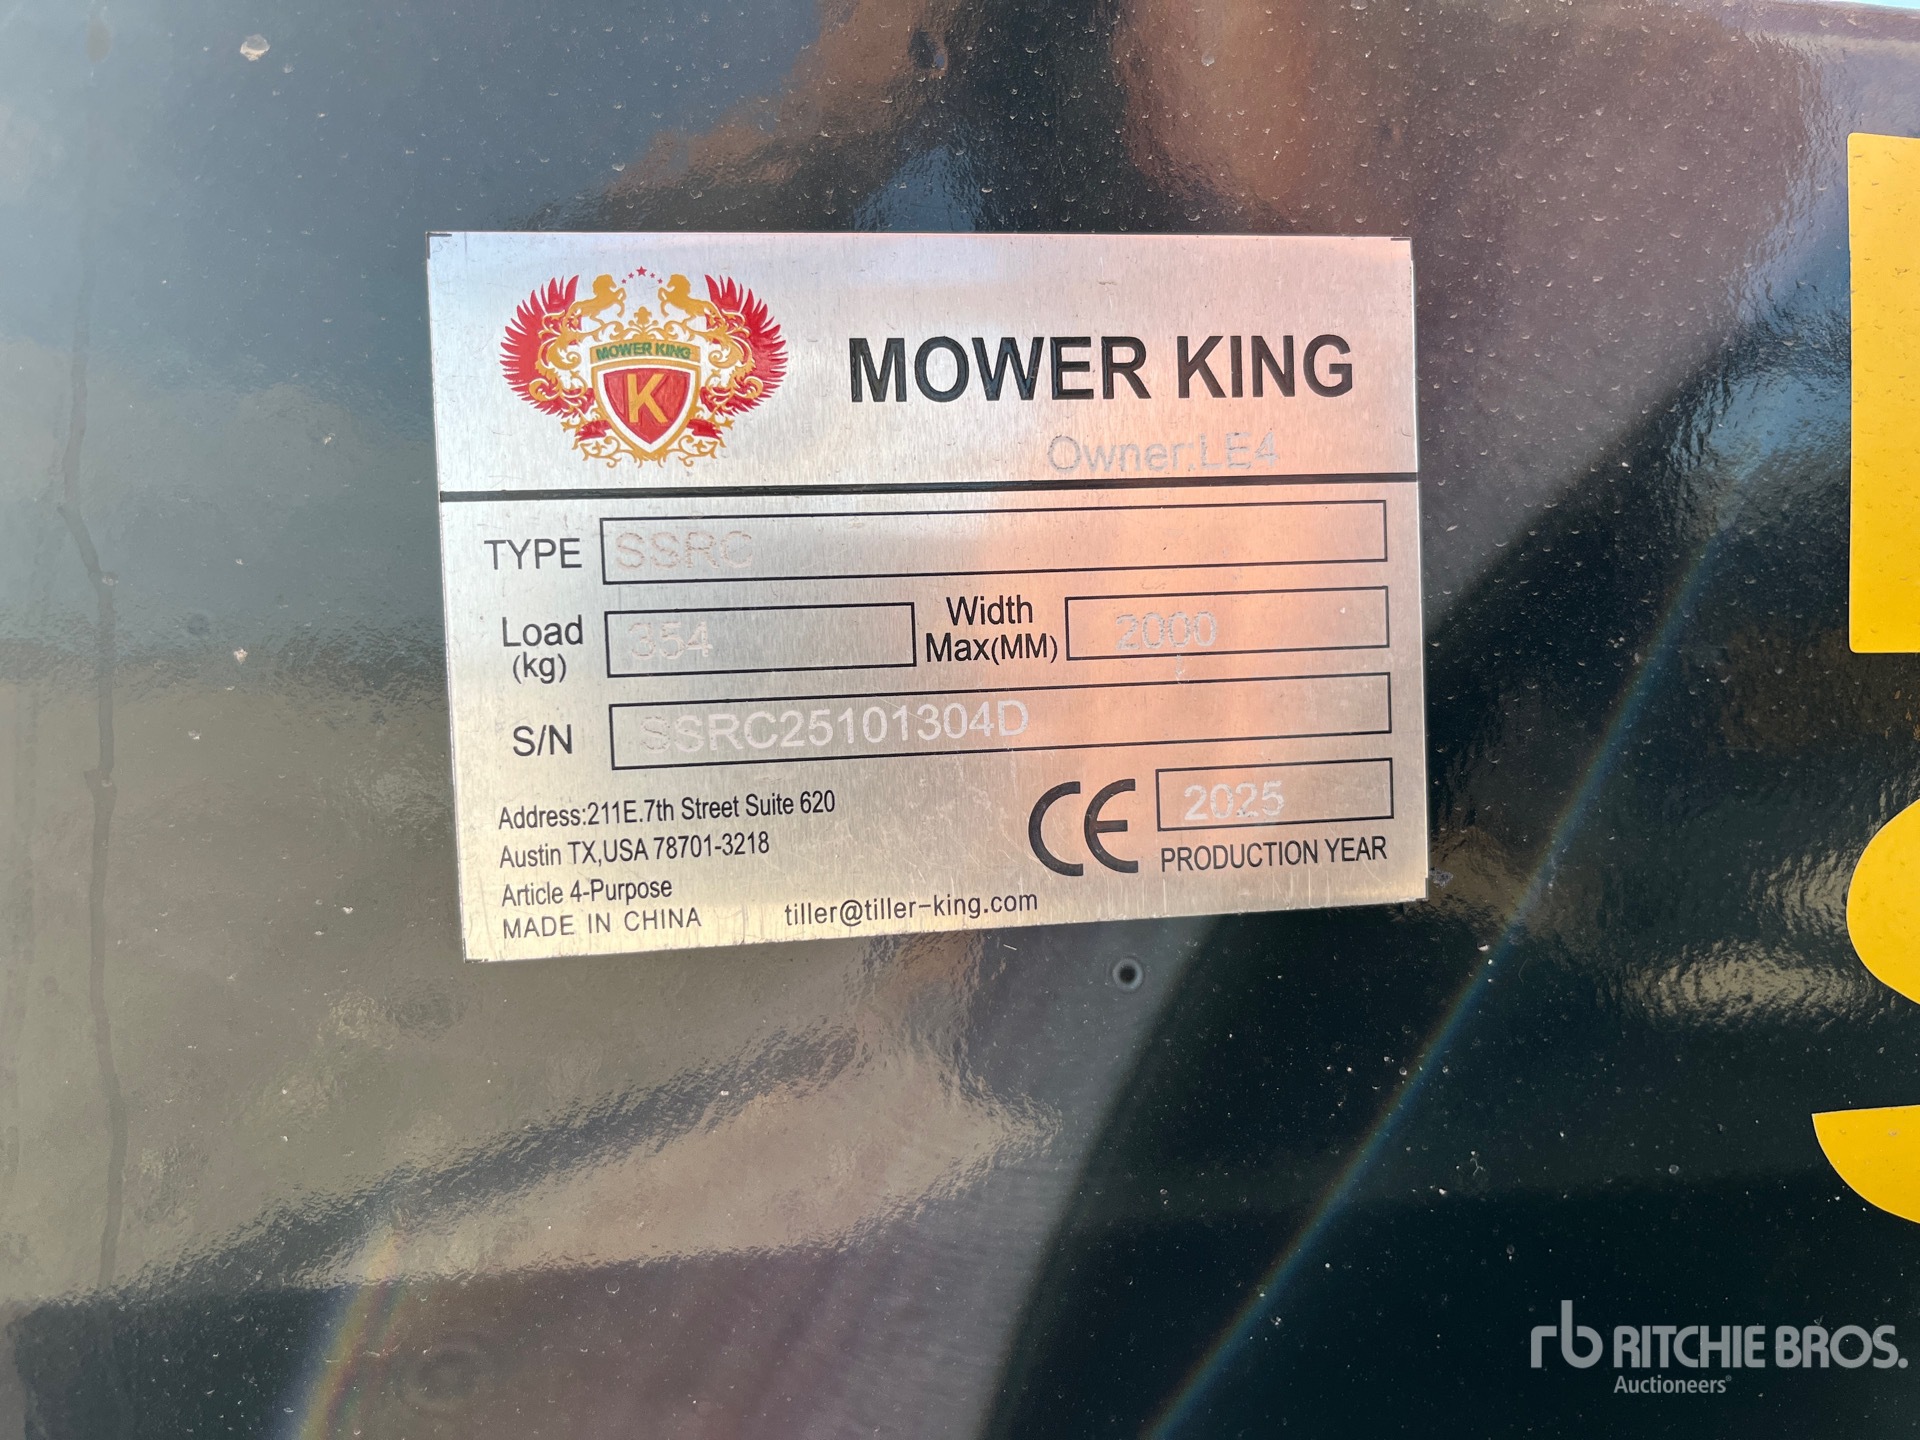 MOWER KING
K
MOWER KING
Owner:LE4
TYPE SSRC
Load (kg) 354 Width Max(MM) 2000
S/N SSRC25101304D
Address:211E.7th Street Suite 620
Austin TX,USA 78701-3218
Article 4-Purpose
MADE IN CHINA
tiller@tiller-king.com
CE 2025
PRODUCTION YEAR
rb RITCHIE BROS.
Auctioneers